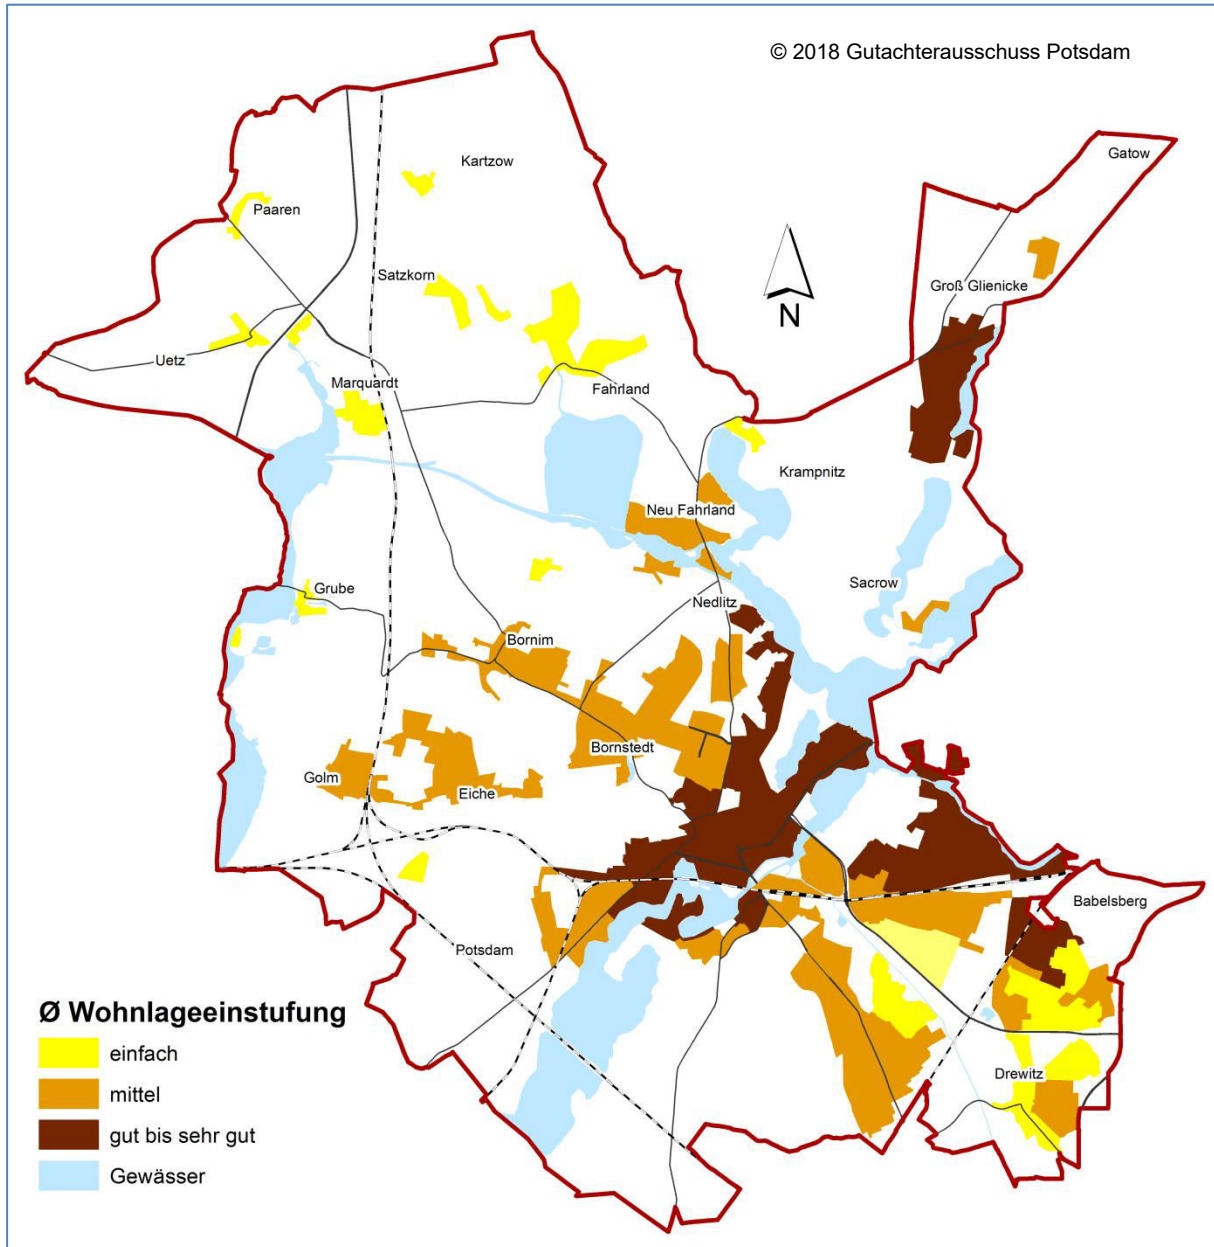 © 2018 Gutachterausschuss Potsdam
Gatow
Kartzow
Paaren
Satzkorn
Groß Glienicke
N
Uetz
Marquardt
Fahrland
Krampnitz
Neu Fahrland
Sacrow
Grube
Nedlitz
Bornim
Bornstedt
Golm
Eiche
Babelsberg
Potsdam
Drewitz
Ø Wohnlageeinstufung
einfach
mittel
gut bis sehr gut
Gewässer